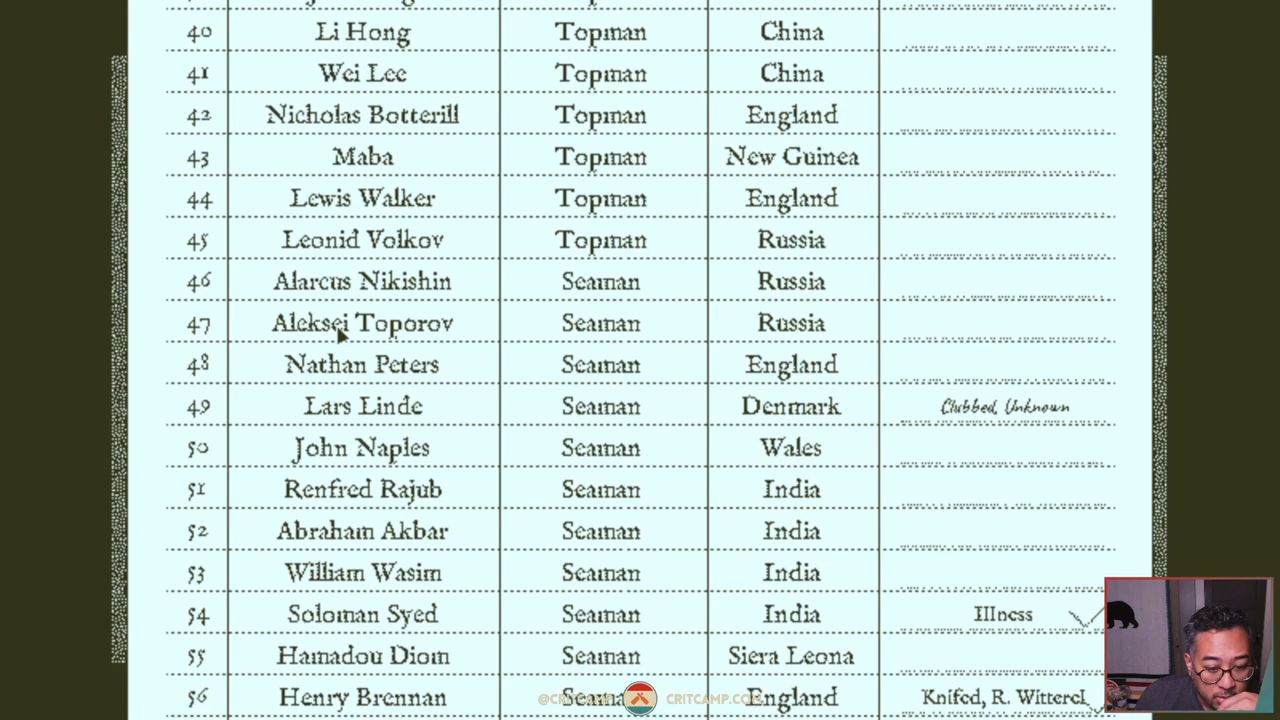 40 Li Hong Topman China
41 Wei Lee Topman China
42 Nicholas Botterill Topman England
43 Maba Topman New Guinea
44 Lewis Walker Topman England
45 Leonid Volkov Topman Russia
46 Alarcus Nikishin Seaman Russia
47 Aleksei Toporov Seaman Russia
48 Nathan Peters Seaman England
49 Lars Linde Seaman Denmark Clubbed, Unknown
50 John Naples Seaman Wales
51 Renfred Rajub Seaman India
52 Abraham Akbar Seaman India
53 William Wasim Seaman India
54 Soloman Syed Seaman India Illness
55 Hamadou Diom Seaman Siera Leona
56 Henry Brennan Seaman England Knifed, R. Witterel
@CRITCAMP CRITCAMP.COM